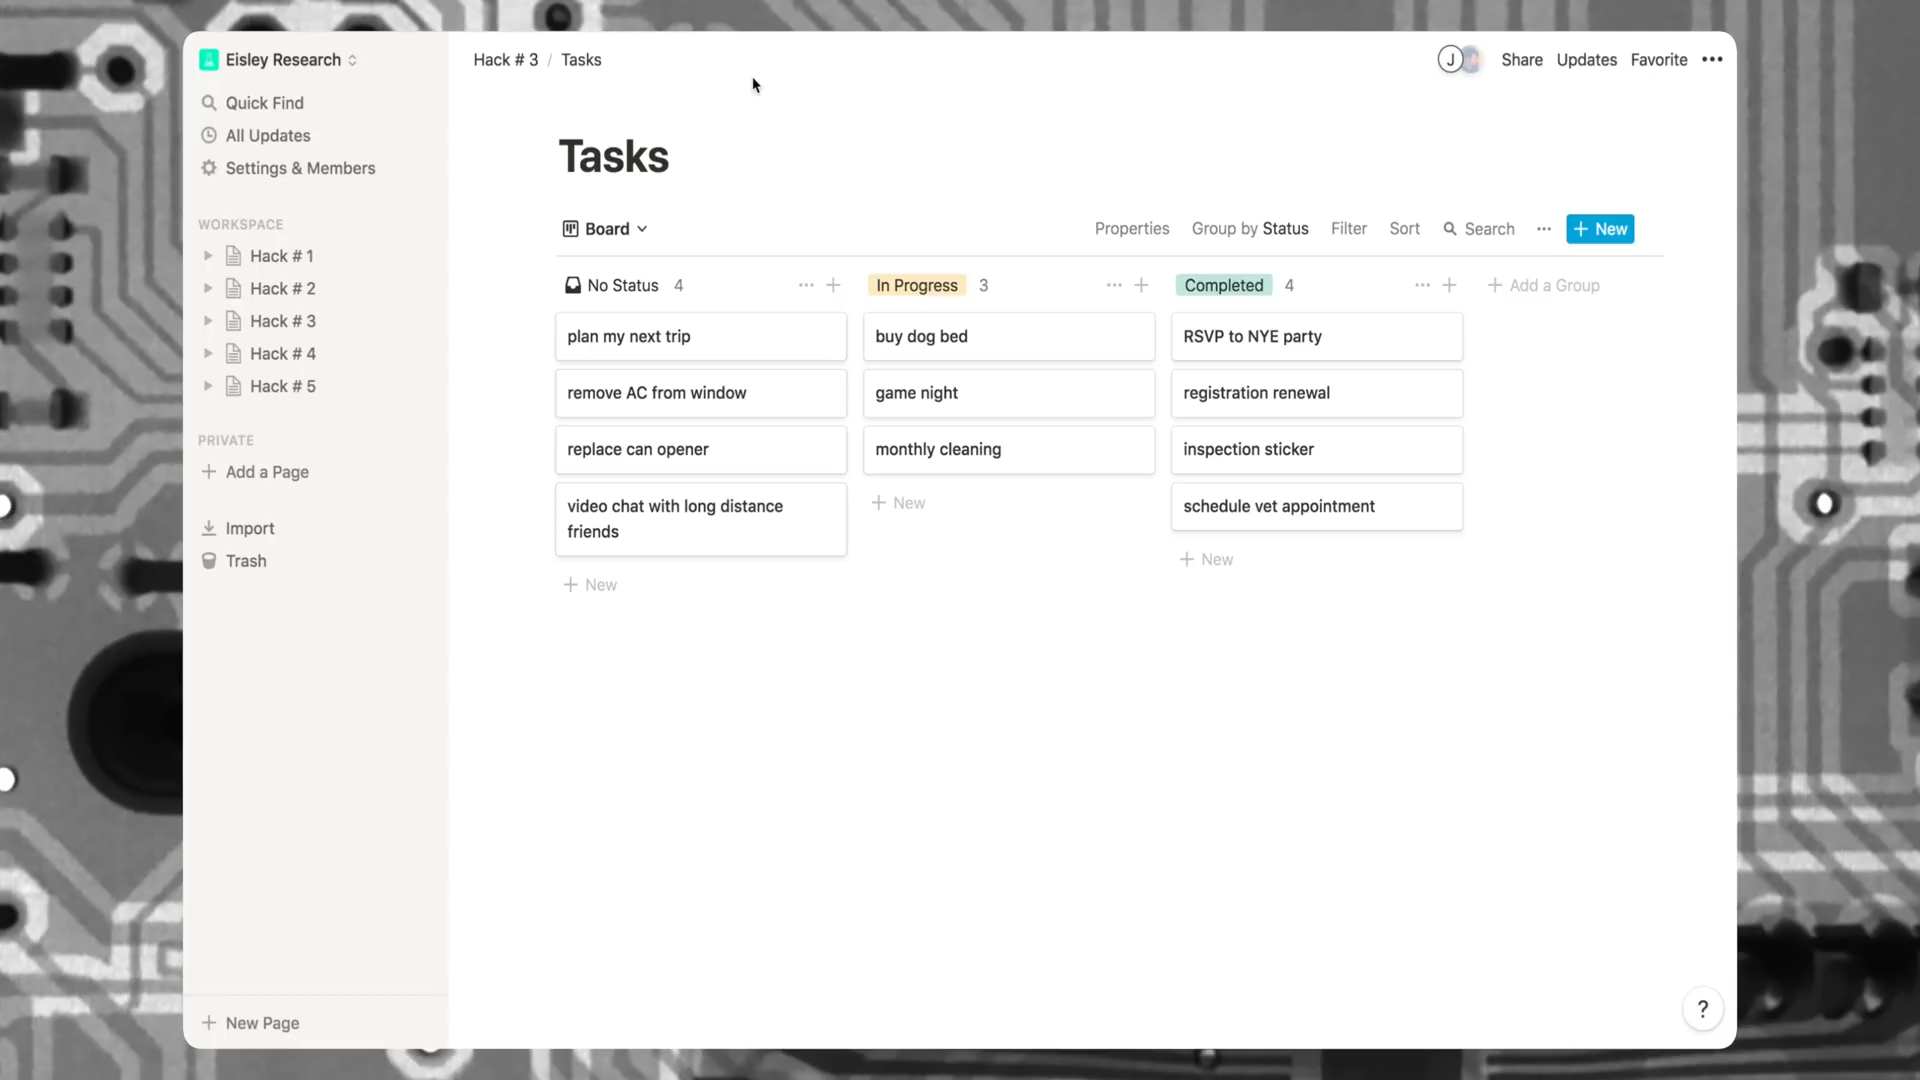 Eisley Research
Quick Find
All Updates
Settings & Members
WORKSPACE
Hack # 1
Hack # 2
Hack # 3
Hack # 4
Hack # 5
PRIVATE
Add a Page
Import
Trash
New Page
Hack # 3 / Tasks
J
Share Updates Favorite
Tasks
Board
Properties Group by Status Filter Sort Search New
No Status 4
plan my next trip
remove AC from window
replace can opener
video chat with long distance
friends
New
In Progress 3
buy dog bed
game night
monthly cleaning
New
Completed 4
RSVP to NYE party
registration renewal
inspection sticker
schedule vet appointment
New
Add a Group
?